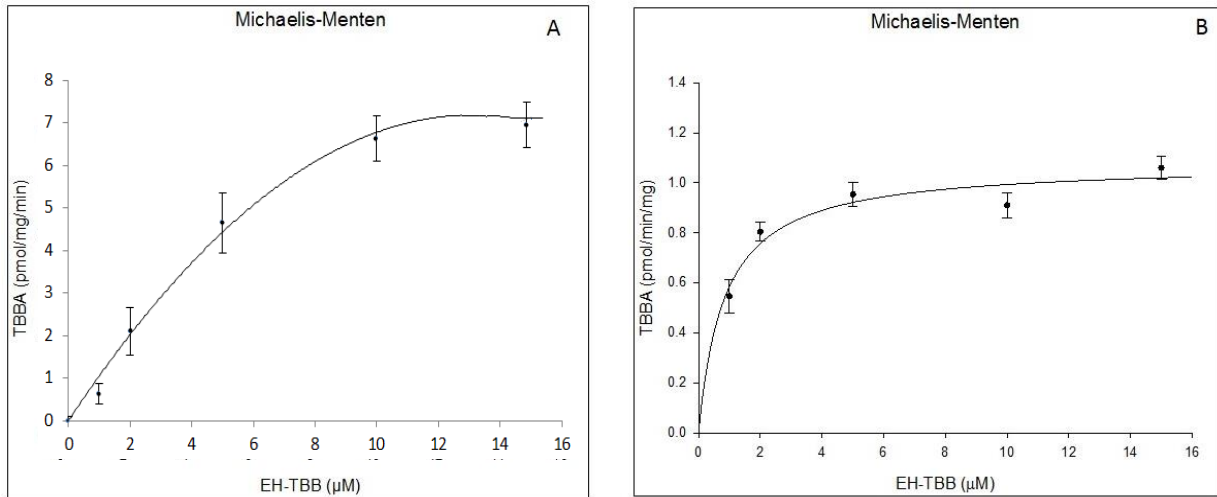 Michaelis-Menten
A
TBBA (pmol/mg/min)
8
7
6
5
4
3
2
1
0
0 2 4 6 8 10 12 14 16
EH-TBB (µM)
Michaelis-Menten
B
TBBA (pmol/min/mg)
1.4
1.2
1.0
0.8
0.6
0.4
0.2
0.0
0 2 4 6 8 10 12 14 16
EH-TBB (µM)